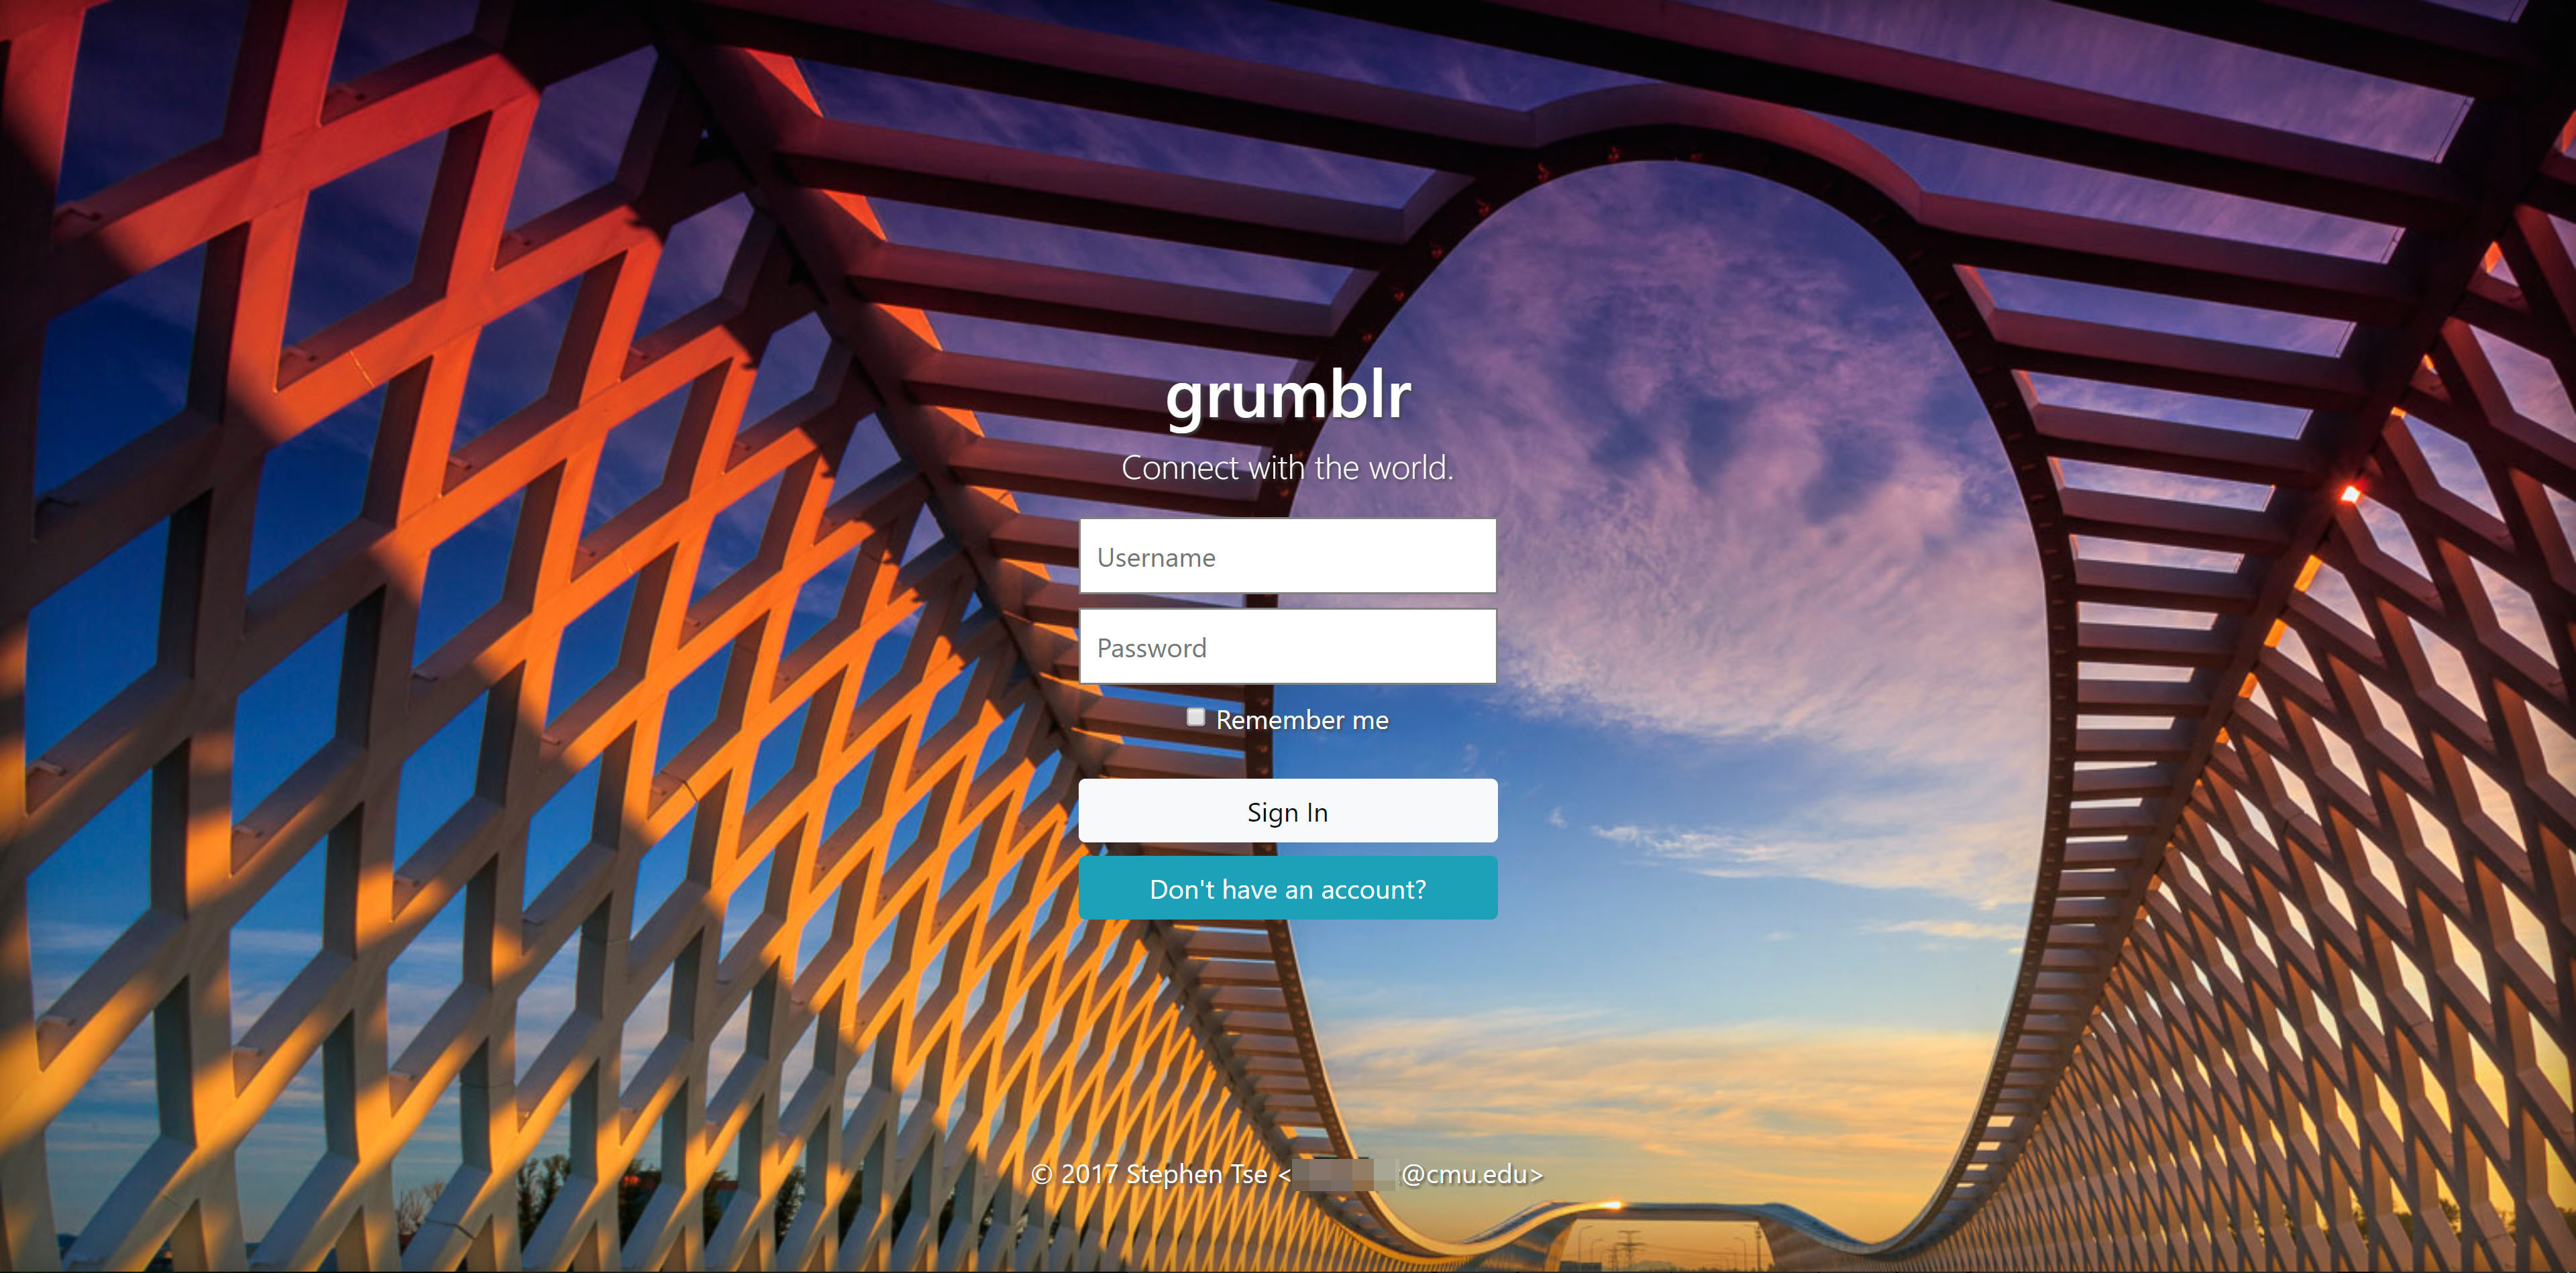 grumblr
Connect with the world.
Username
Password
Remember me
Sign In
Don't have an account?
© 2017 Stephen Tse <@cmu.edu>